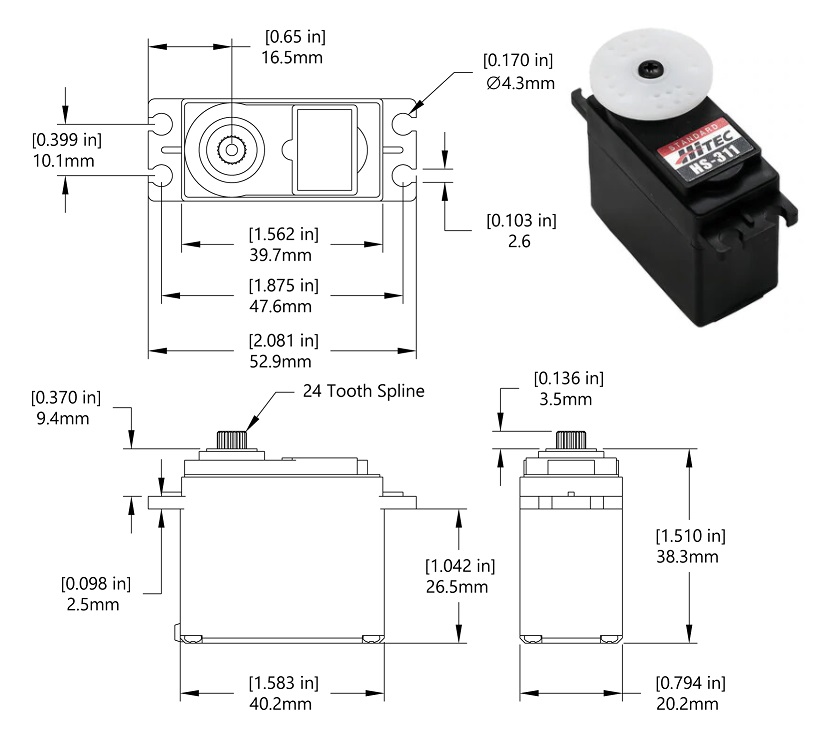 [0.65 in]
16.5mm
[0.170 in]
Ø4.3mm
[0.399 in]
10.1mm
STANDARD
HiTEC
HS-311
[0.103 in]
2.6
[1.562 in]
39.7mm
[1.875 in]
47.6mm
[2.081 in]
52.9mm
[0.370 in]
9.4mm
24 Tooth Spline
[0.136 in]
3.5mm
[1.510 in]
38.3mm
[1.042 in]
26.5mm
[0.098 in]
2.5mm
[1.583 in]
40.2mm
[0.794 in]
20.2mm